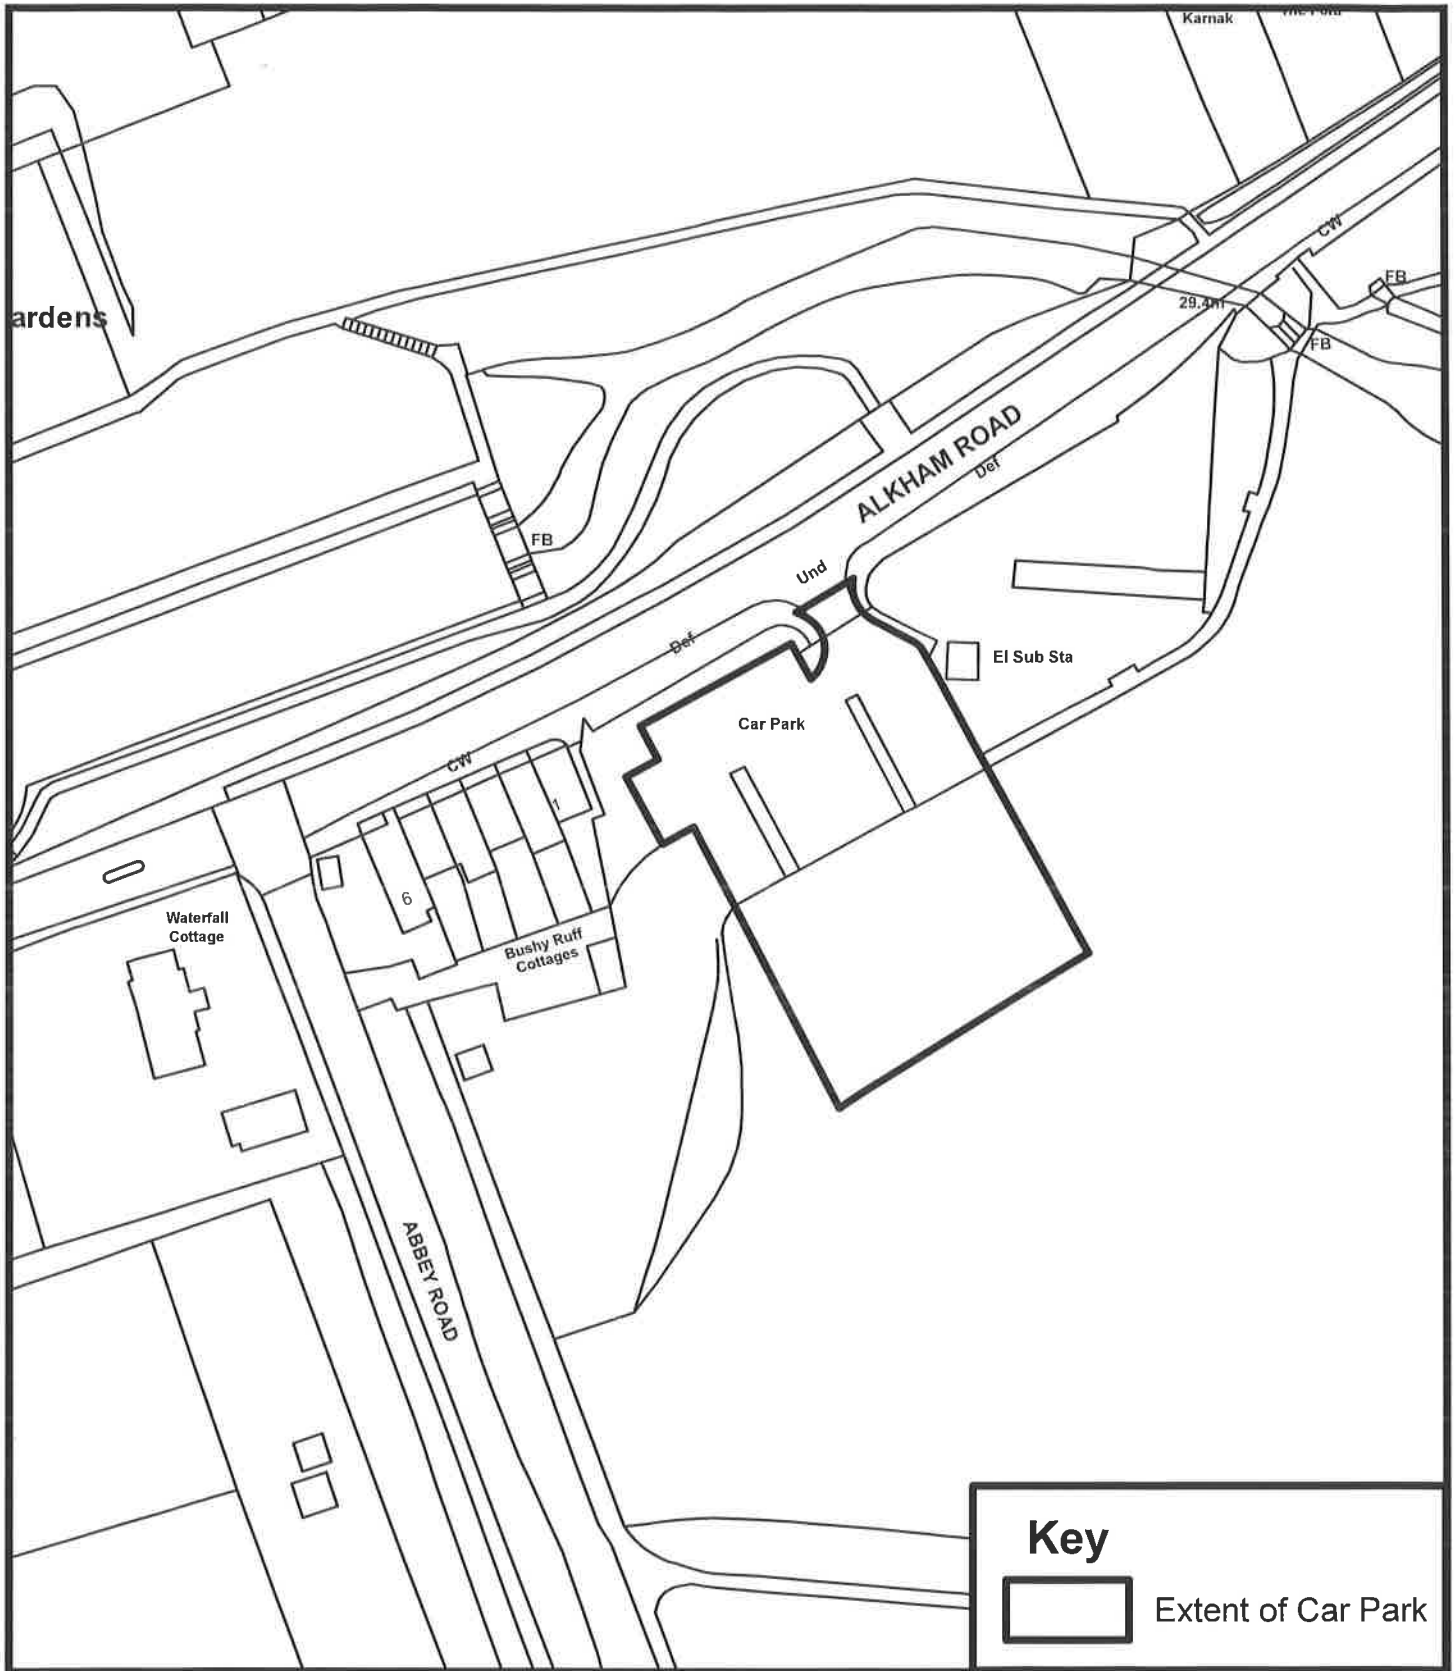 Karnak
CW
FB
ardens
29.4m
FB
ALKHAM ROAD
Def
FB
Und
Def
El Sub Sta
Car Park
CW
1
6
Waterfall
Cottage
Bushy Ruff
Cottages
ABBEY ROAD
Key
Extent of Car Park